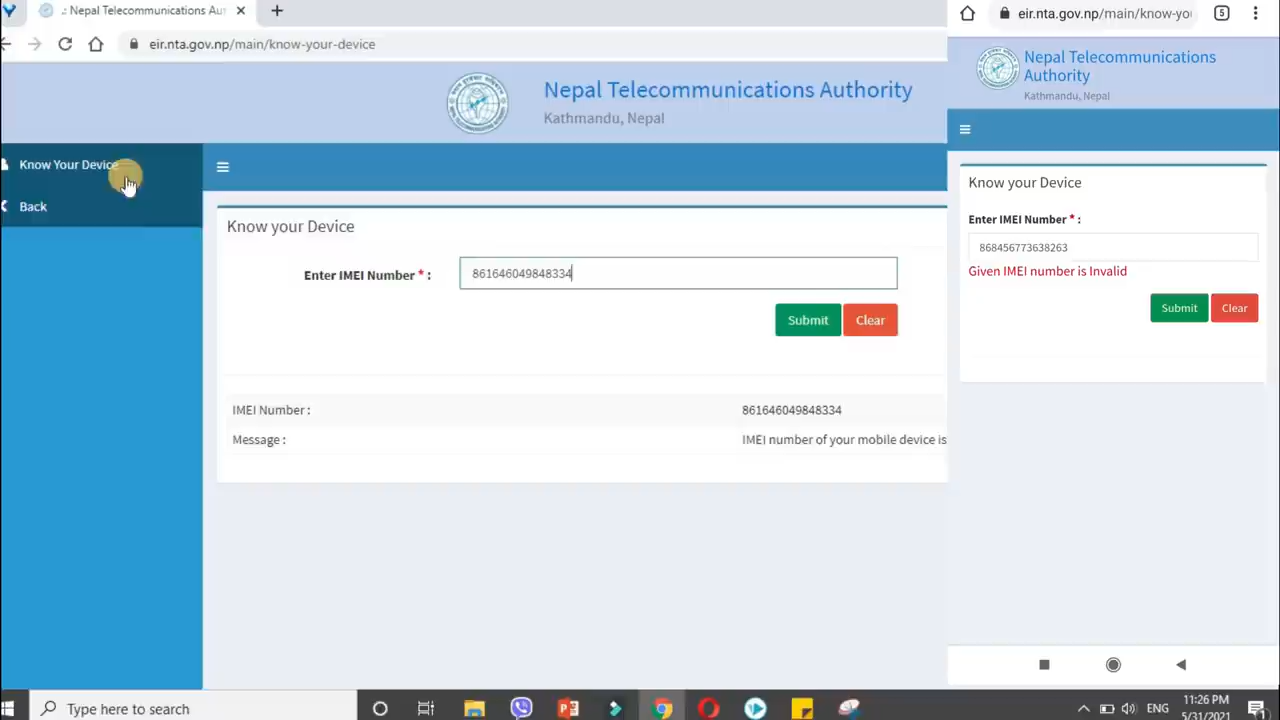 .: Nepal Telecommunications Au
eir.nta.gov.np/main/know-your-device
Nepal Telecommunications Authority
Kathmandu, Nepal
Know Your Device
Back
Know your Device
Enter IMEI Number * :
861646049848334
Submit
Clear
IMEI Number :
861646049848334
Message :
IMEI number of your mobile device is
eir.nta.gov.np/main/know-you
5
Nepal Telecommunications
Authority
Kathmandu, Nepal
Know your Device
Enter IMEI Number * :
868456773638263
Given IMEI number is Invalid
Submit
Clear
Type here to search
ENG
11:26 PM
5/31/2021